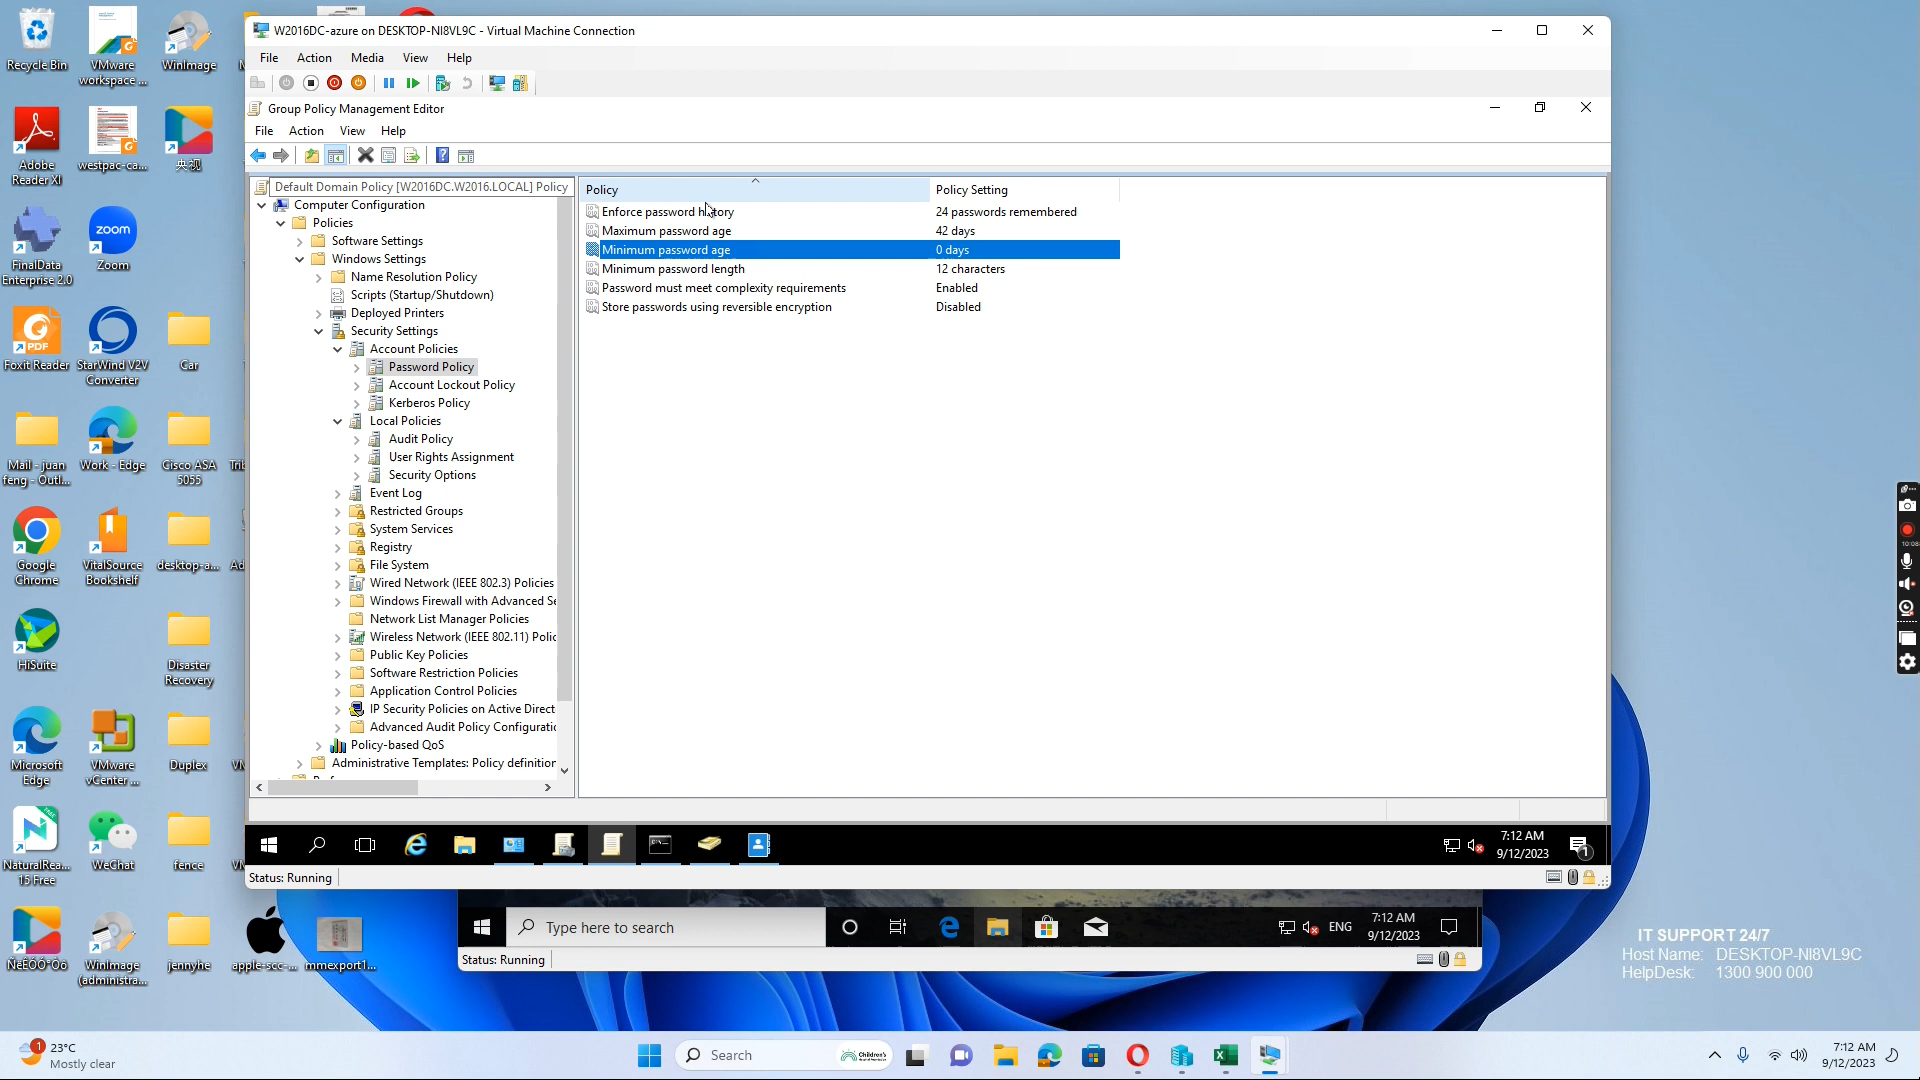 W2016DC-azure on DESKTOP-NI8VL9C - Virtual Machine Connection
File Action Media View Help
Group Policy Management Editor
File Action View Help
Default Domain Policy [W2016DC.W2016.LOCAL] Policy
Computer Configuration
Policies
Software Settings
Windows Settings
Name Resolution Policy
Scripts (Startup/Shutdown)
Deployed Printers
Security Settings
Account Policies
Password Policy
Account Lockout Policy
Kerberos Policy
Local Policies
Audit Policy
User Rights Assignment
Security Options
Event Log
Restricted Groups
System Services
Registry
File System
Wired Network (IEEE 802.3) Policies
Windows Firewall with Advanced Se
Network List Manager Policies
Wireless Network (IEEE 802.11) Polic
Public Key Policies
Software Restriction Policies
Application Control Policies
IP Security Policies on Active Direct
Advanced Audit Policy Configuratio
Policy-based QoS
Administrative Templates: Policy definition
Policy Policy Setting
Enforce password history 24 passwords remembered
Maximum password age 42 days
Minimum password age 0 days
Minimum password length 12 characters
Password must meet complexity requirements Enabled
Store passwords using reversible encryption Disabled
7:12 AM
9/12/2023
1
Status: Running
Type here to search
ENG
7:12 AM
9/12/2023
Status: Running
Recycle Bin
VMware
workspace ...
WinImage
Adobe
Reader XI
westpac-ca...
央视
FinalData
Enterprise 2.0
zoom
Zoom
PDF
Foxit Reader
StarWind V2V
Converter
Car
Mail - juan
feng - Outl...
Work - Edge
Cisco ASA
5055
Google
Chrome
VitalSource
Bookshelf
desktop-a...
HiSuite
Disaster
Recovery
Microsoft
Edge
VMware
vCenter ...
Duplex
NaturalRea...
15 Free
WeChat
fence
ÑëÊÓÓ°Òô
WinImage
(administra...
jennyhe
apple-scc-...
mmexport1...
IT SUPPORT 24/7
Host Name: DESKTOP-NI8VL9C
HelpDesk: 1300 900 000
1
23°C
Mostly clear
Search
7:12 AM
9/12/2023